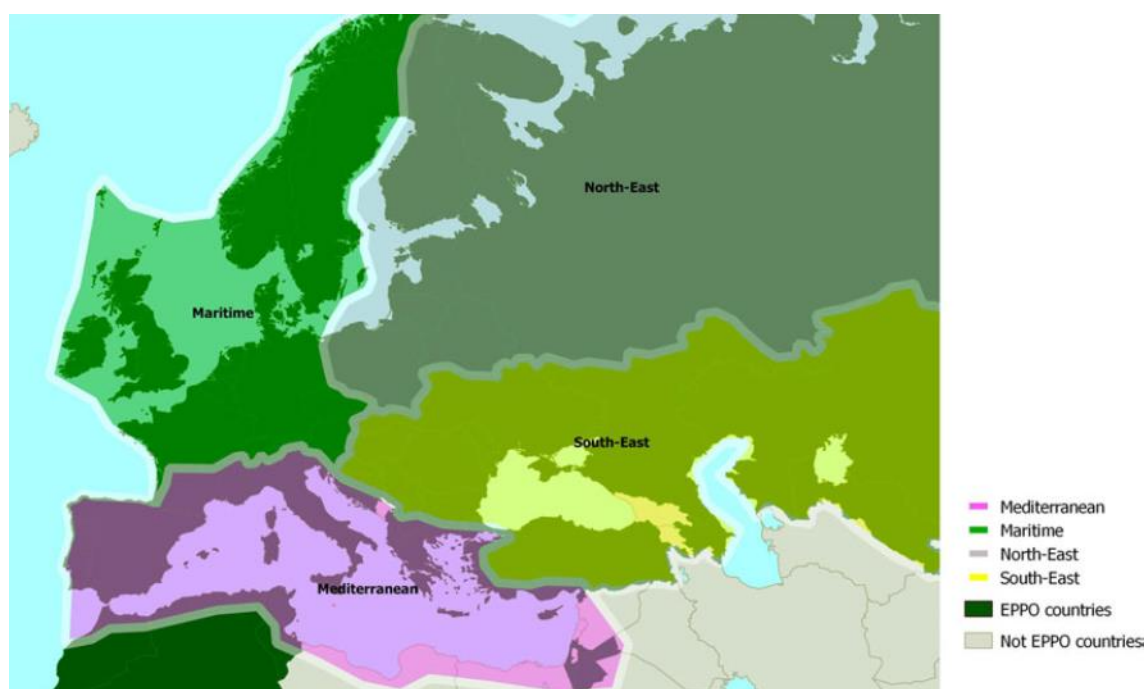 North-East
Maritime
South-East
Mediterranean
Mediterranean
Maritime
North-East
South-East
EPPO countries
Not EPPO countries